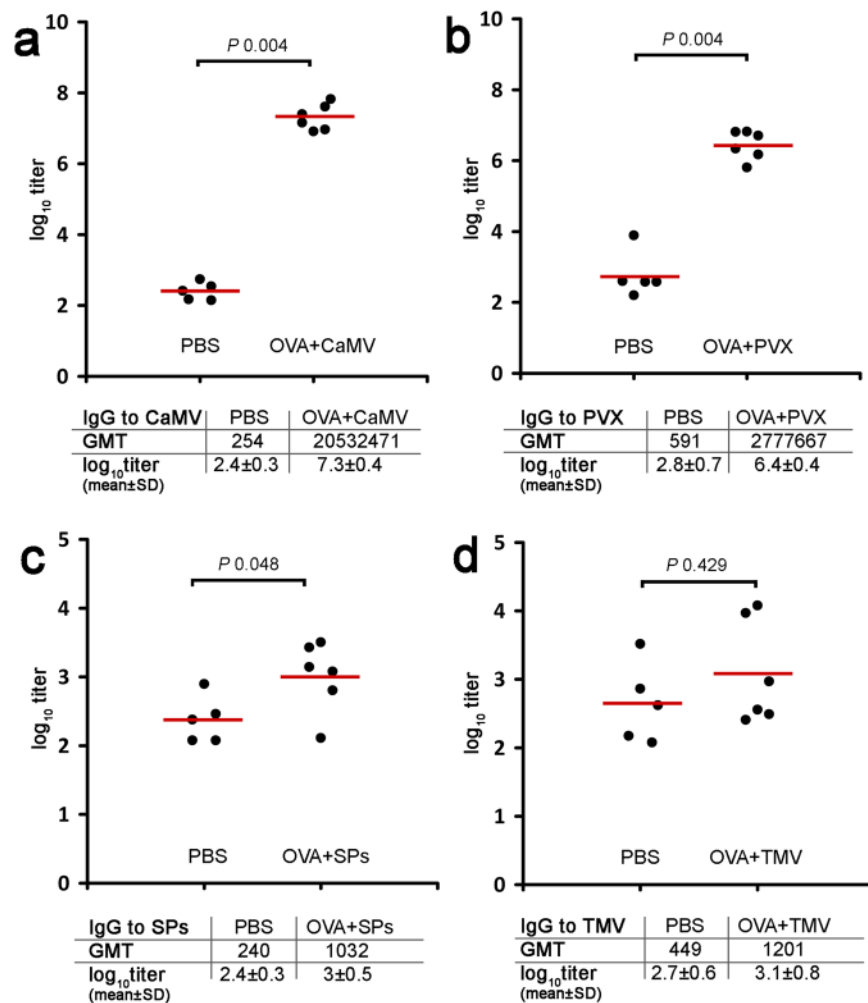 a
10
8
6
4
2
0
log10 titer
P 0.004
PBS OVA+CaMV
IgG to CaMV PBS OVA+CaMV
GMT 254 20532471
log10titer 2.4±0.3 7.3±0.4
(mean±SD)
b
10
8
6
4
2
0
log10 titer
P 0.004
PBS OVA+PVX
IgG to PVX PBS OVA+PVX
GMT 591 2777667
log10titer 2.8±0.7 6.4±0.4
(mean±SD)
c
5
4
3
2
1
0
log10 titer
P 0.048
PBS OVA+SPs
IgG to SPs PBS OVA+SPs
GMT 240 1032
log10titer 2.4±0.3 3±0.5
(mean±SD)
d
5
4
3
2
1
0
log10 titer
P 0.429
PBS OVA+TMV
IgG to TMV PBS OVA+TMV
GMT 449 1201
log10titer 2.7±0.6 3.1±0.8
(mean±SD)